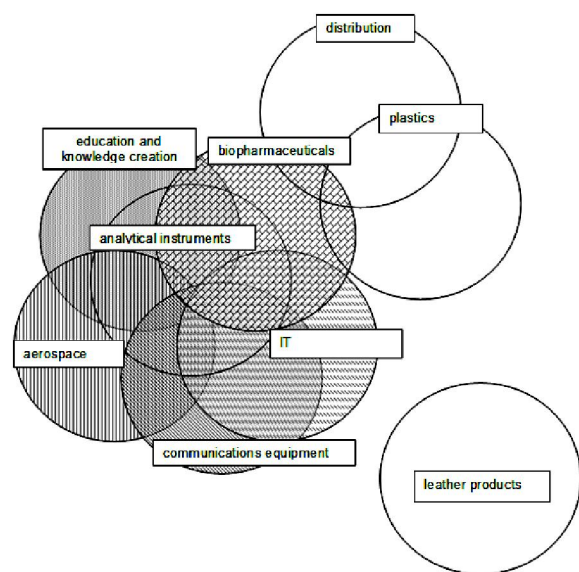 distribution
plastics
education and
knowledge creation
biopharmaceuticals
analytical instruments
aerospace
IT
communications equipment
leather products